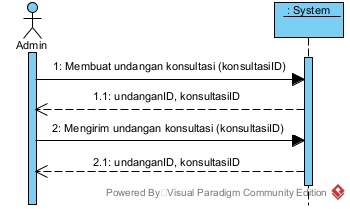 : System
Admin
1: Membuat undangan konsultasi (konsultasiID)
1.1: undanganID, konsultasiID
2: Mengirim undangan konsultasi (konsultasiID)
2.1: undanganID, konsultasiID
Powered By Visual Paradigm Community Edition